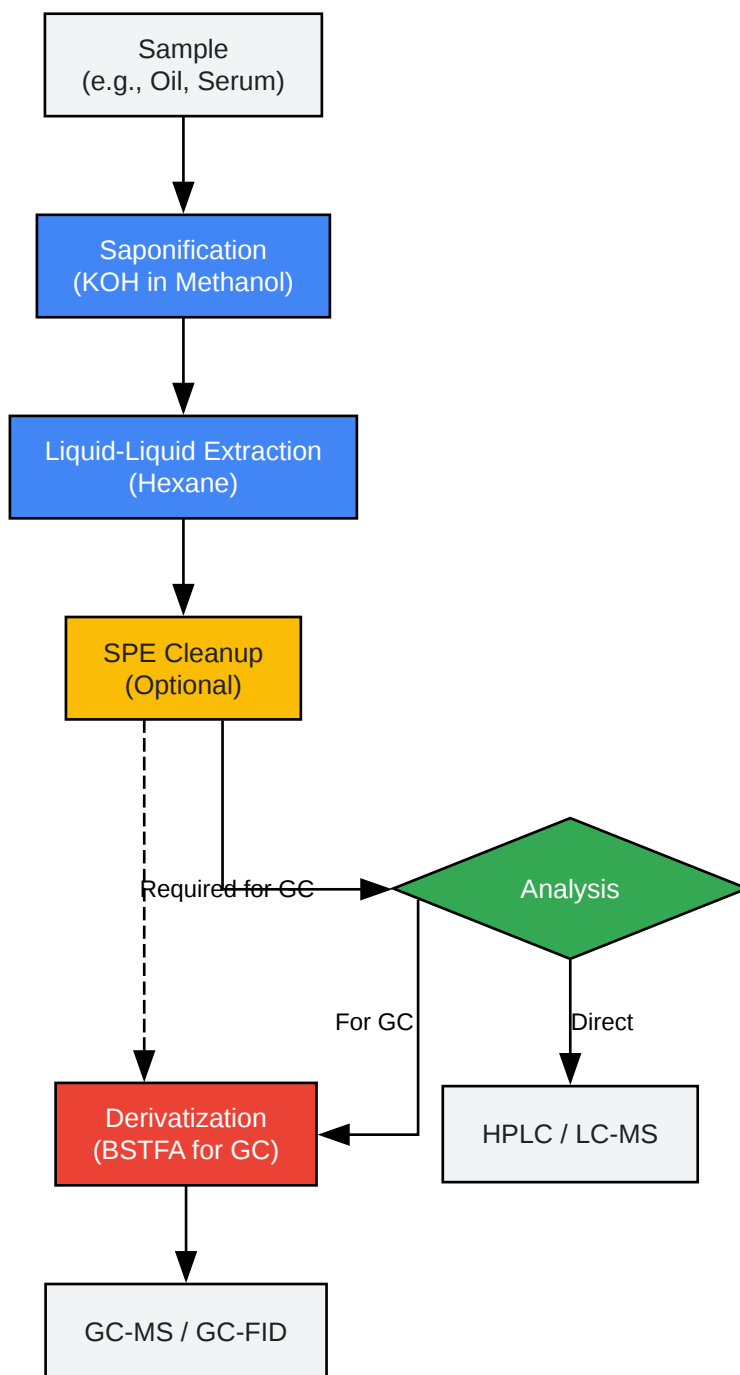 Sample
(e.g., Oil, Serum)
Saponification
(KOH in Methanol)
Liquid-Liquid Extraction
(Hexane)
SPE Cleanup
(Optional)
Required for GC
Analysis
For GC
Direct
Derivatization
(BSTFA for GC)
HPLC / LC-MS
GC-MS / GC-FID